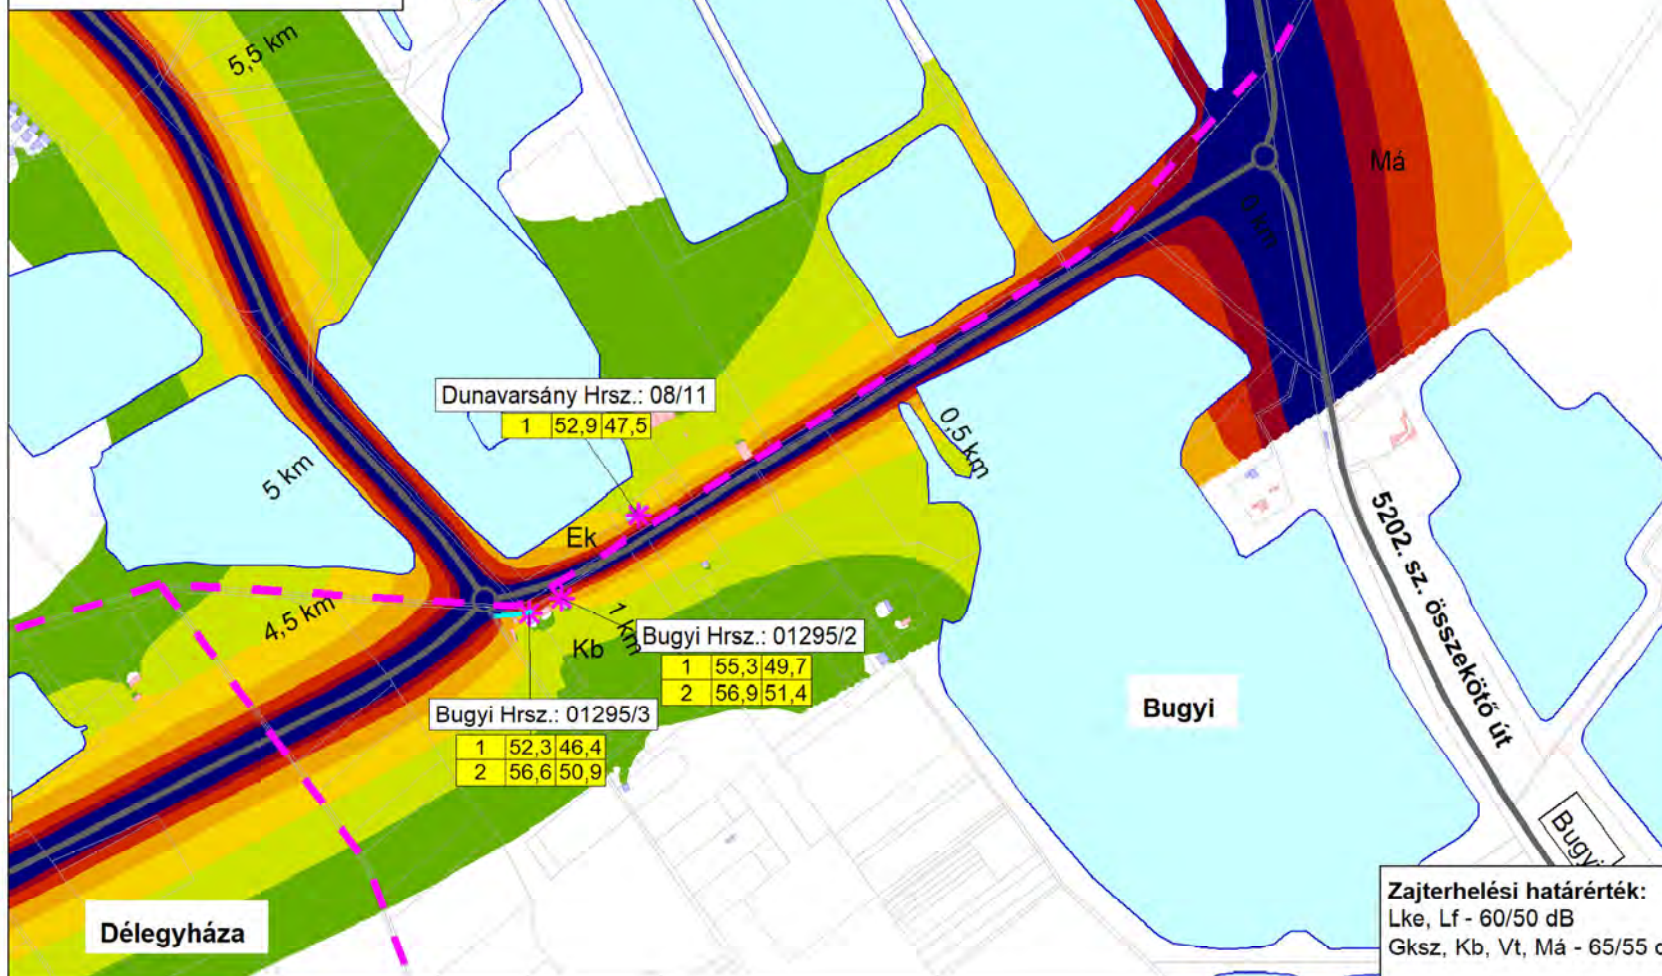 5,5 km
Má
0 km
Dunavarsány Hrsz.: 08/11
1 52,9 47,5
0,5 km
5 km
5202. sz. összekötő út
Ek
4,5 km
1 km
Kb
Bugyi Hrsz.: 01295/2
1 55,3 49,7
2 56,9 51,4
Bugyi Hrsz.: 01295/3
1 52,3 46,4
2 56,6 50,9
Bugyi
Bugyi
Délegyháza
Zajterhelési határérték:
Lke, Lf - 60/50 dB
Gksz, Kb, Vt, Má - 65/55